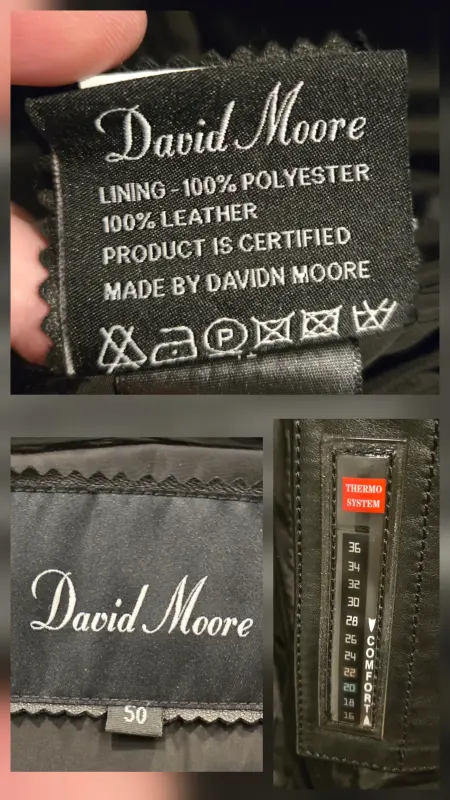 David Moore
LINING - 100% POLYESTER
100% LEATHER
PRODUCT IS CERTIFIED
MADE BY DAVIDN MOORE
P
David Moore
50
THERMO
SYSTEM
36
34
32
30
28
26
24
22
20
18
16
COMFORT